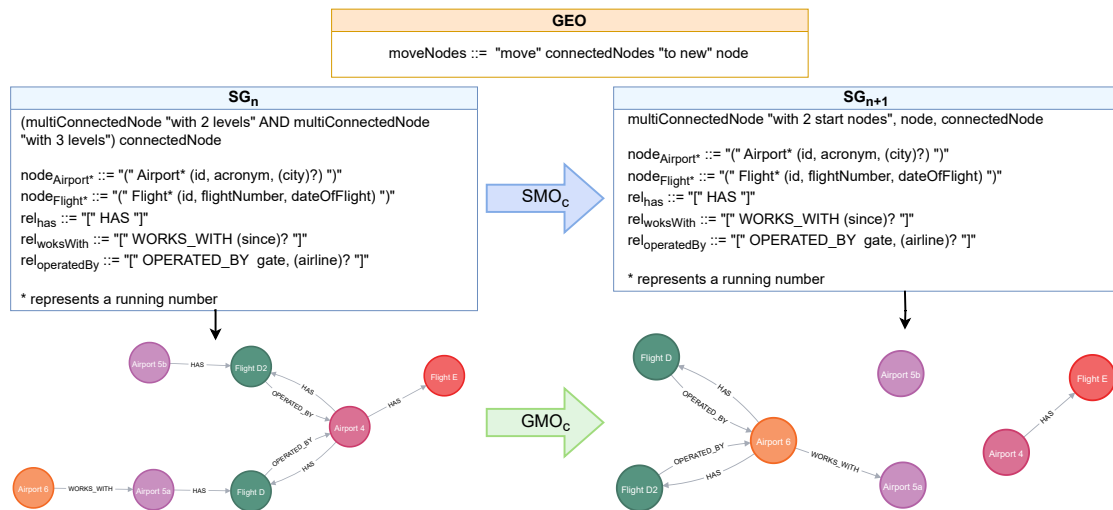 GEO
moveNodes ::= "move" connectedNodes "to new" node
SGn
(multiConnectedNode "with 2 levels" AND multiConnectedNode
"with 3 levels") connectedNode
nodeAirport* ::= "(" Airport* (id, acronym, (city)?) ")"
nodeFlight* ::= "(" Flight* (id, flightNumber, dateOfFlight) ")"
relhas ::= "[" HAS "]"
relwoksWith ::= "[" WORKS_WITH (since)? "]"
reloperatedBy ::= "[" OPERATED_BY gate, (airline)? "]"
* represents a running number
SMOc
SGn+1
multiConnectedNode "with 2 start nodes", node, connectedNode
nodeAirport* ::= "(" Airport* (id, acronym, (city)?) ")"
nodeFlight* ::= "(" Flight* (id, flightNumber, dateOfFlight) ")"
relhas ::= "[" HAS "]"
relwoksWith ::= "[" WORKS_WITH (since)? "]"
reloperatedBy ::= "[" OPERATED_BY gate, (airline)? "]"
* represents a running number
Airport 5b
HAS
Flight D2
HAS
OPERATED_BY
Airport 4
HAS
Flight E
OPERATED_BY
HAS
Airport 6
WORKS_WITH
Airport 5a
HAS
Flight D
GMOc
Flight D
HAS
OPERATED_BY
Airport 6
OPERATED_BY
HAS
Flight D2
WORKS_WITH
Airport 5a
Airport 5b
Flight E
HAS
Airport 4